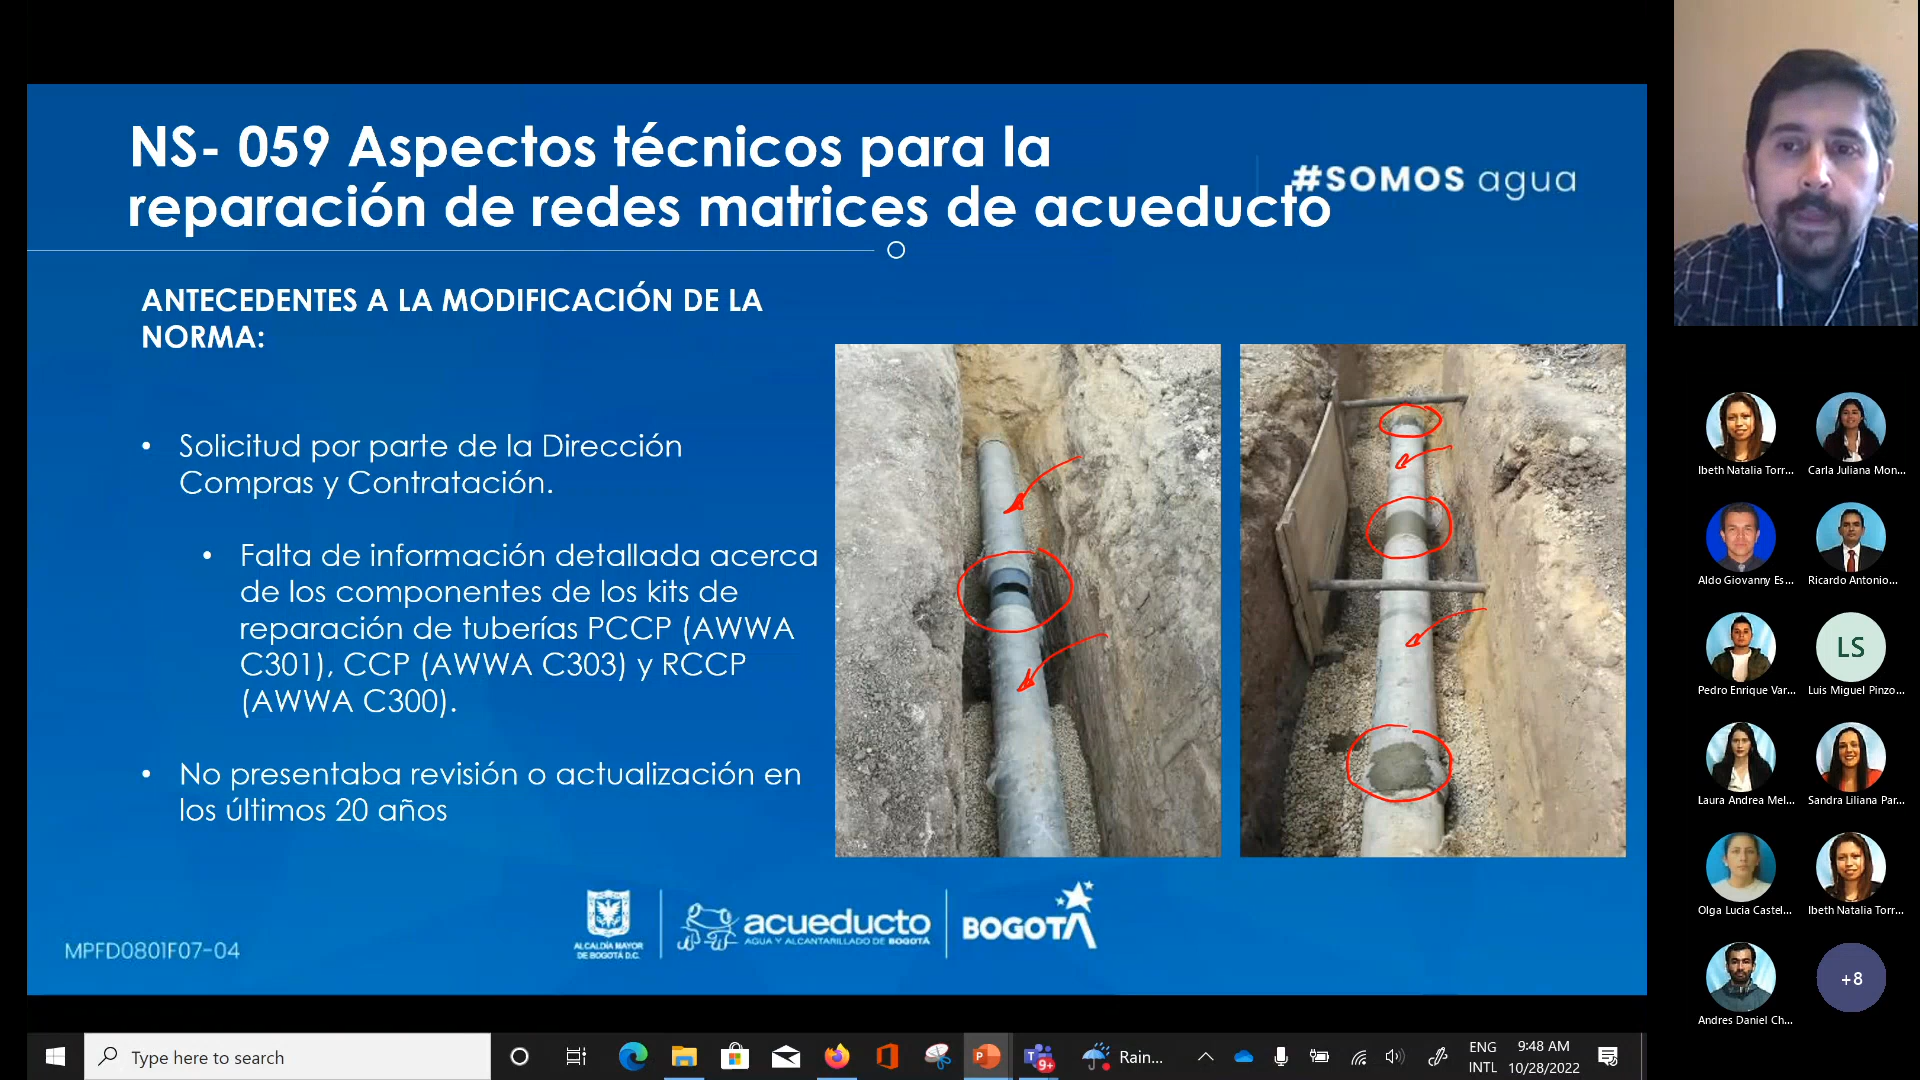 NS- 059 Aspectos técnicos para la
reparación de redes matrices de acueducto
#SOMOS agua
ANTECEDENTES A LA MODIFICACIÓN DE LA
NORMA:
• Solicitud por parte de la Dirección
Compras y Contratación.
• Falta de información detallada acerca
de los componentes de los kits de
reparación de tuberías PCCP (AWWA
C301), CCP (AWWA C303) y RCCP
(AWWA C300).
• No presentaba revisión o actualización en
los últimos 20 años
MPFD0801F07-04
ALCALDÍA MAYOR
DE BOGOTÁ D.C.
acueducto
AGUA Y ALCANTARILLADO DE BOGOTÁ
BOGOTÁ
Ibeth Natalia Torr...
Carla Juliana Mon...
Aldo Giovanny Es...
Ricardo Antonio...
Pedro Enrique Var...
LS
Luis Miguel Pinzo...
Laura Andrea Mel...
Sandra Liliana Par...
Olga Lucia Castel...
Ibeth Natalia Torr...
Andres Daniel Ch...
+8
Type here to search
9+
Rain...
ENG
INTL
9:48 AM
10/28/2022